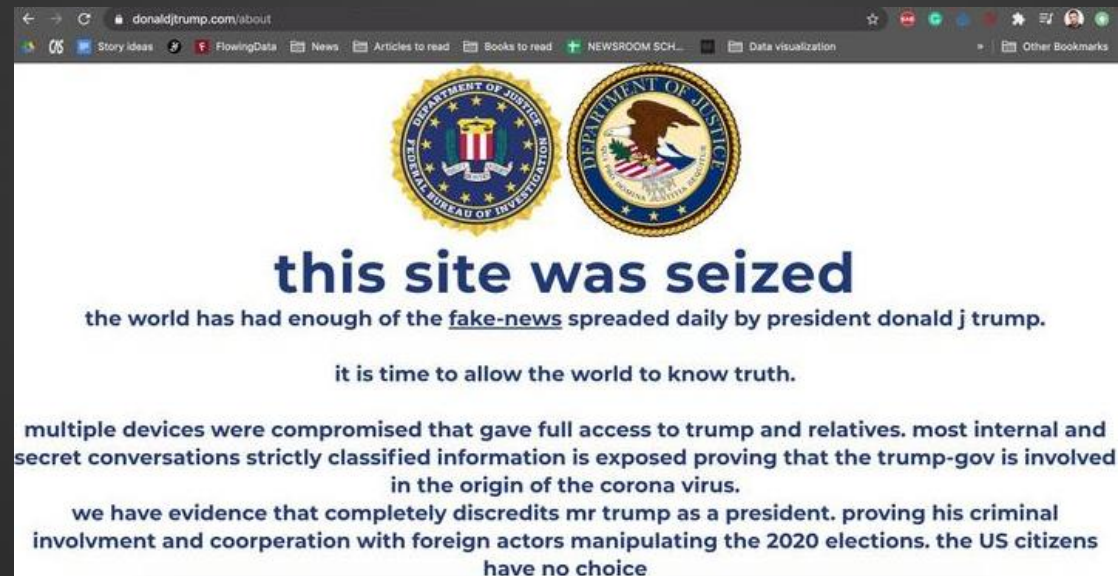 donaldjtrump.com/about
CJS Story ideas FlowingData News Articles to read Books to read NEWSROOM SCH... Data visualization » Other Bookmarks
DEPARTMENT OF JUSTICE
FEDERAL BUREAU OF INVESTIGATION
DEPARTMENT OF JUSTICE
QUI PRO DOMINA JUSTITIA SEQUITUR
this site was seized
the world has had enough of the fake-news spreaded daily by president donald j trump.
it is time to allow the world to know truth.
multiple devices were compromised that gave full access to trump and relatives. most internal and
secret conversations strictly classified information is exposed proving that the trump-gov is involved
in the origin of the corona virus.
we have evidence that completely discredits mr trump as a president. proving his criminal
involvment and coorperation with foreign actors manipulating the 2020 elections. the US citizens
have no choice